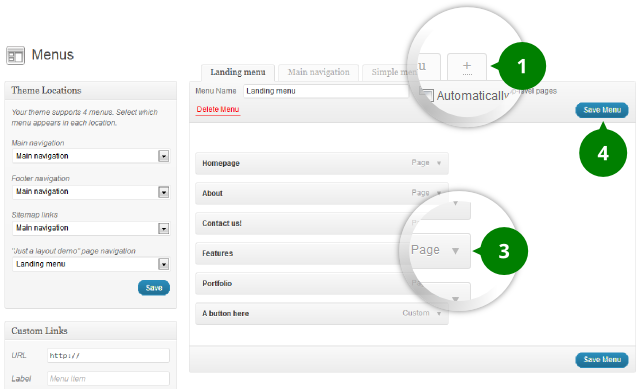 Menus
Landing menu
Main navigation
Simple men
u
+
1
Theme Locations
Your theme supports 4 menus. Select which
menu appears in each location.
Main navigation
Main navigation
Footer navigation
Main navigation
Sitemap links
Main navigation
"Just a layout demo" page navigation
Landing menu
Save
Custom Links
URL
http://
Label
Menu item
Menu Name
Landing menu
Automatically
level pages
Delete Menu
Save Menu
4
Homepage
Page
About
Page
Contact us!
Features
Page
3
Portfolio
A button here
Custom
Save Menu